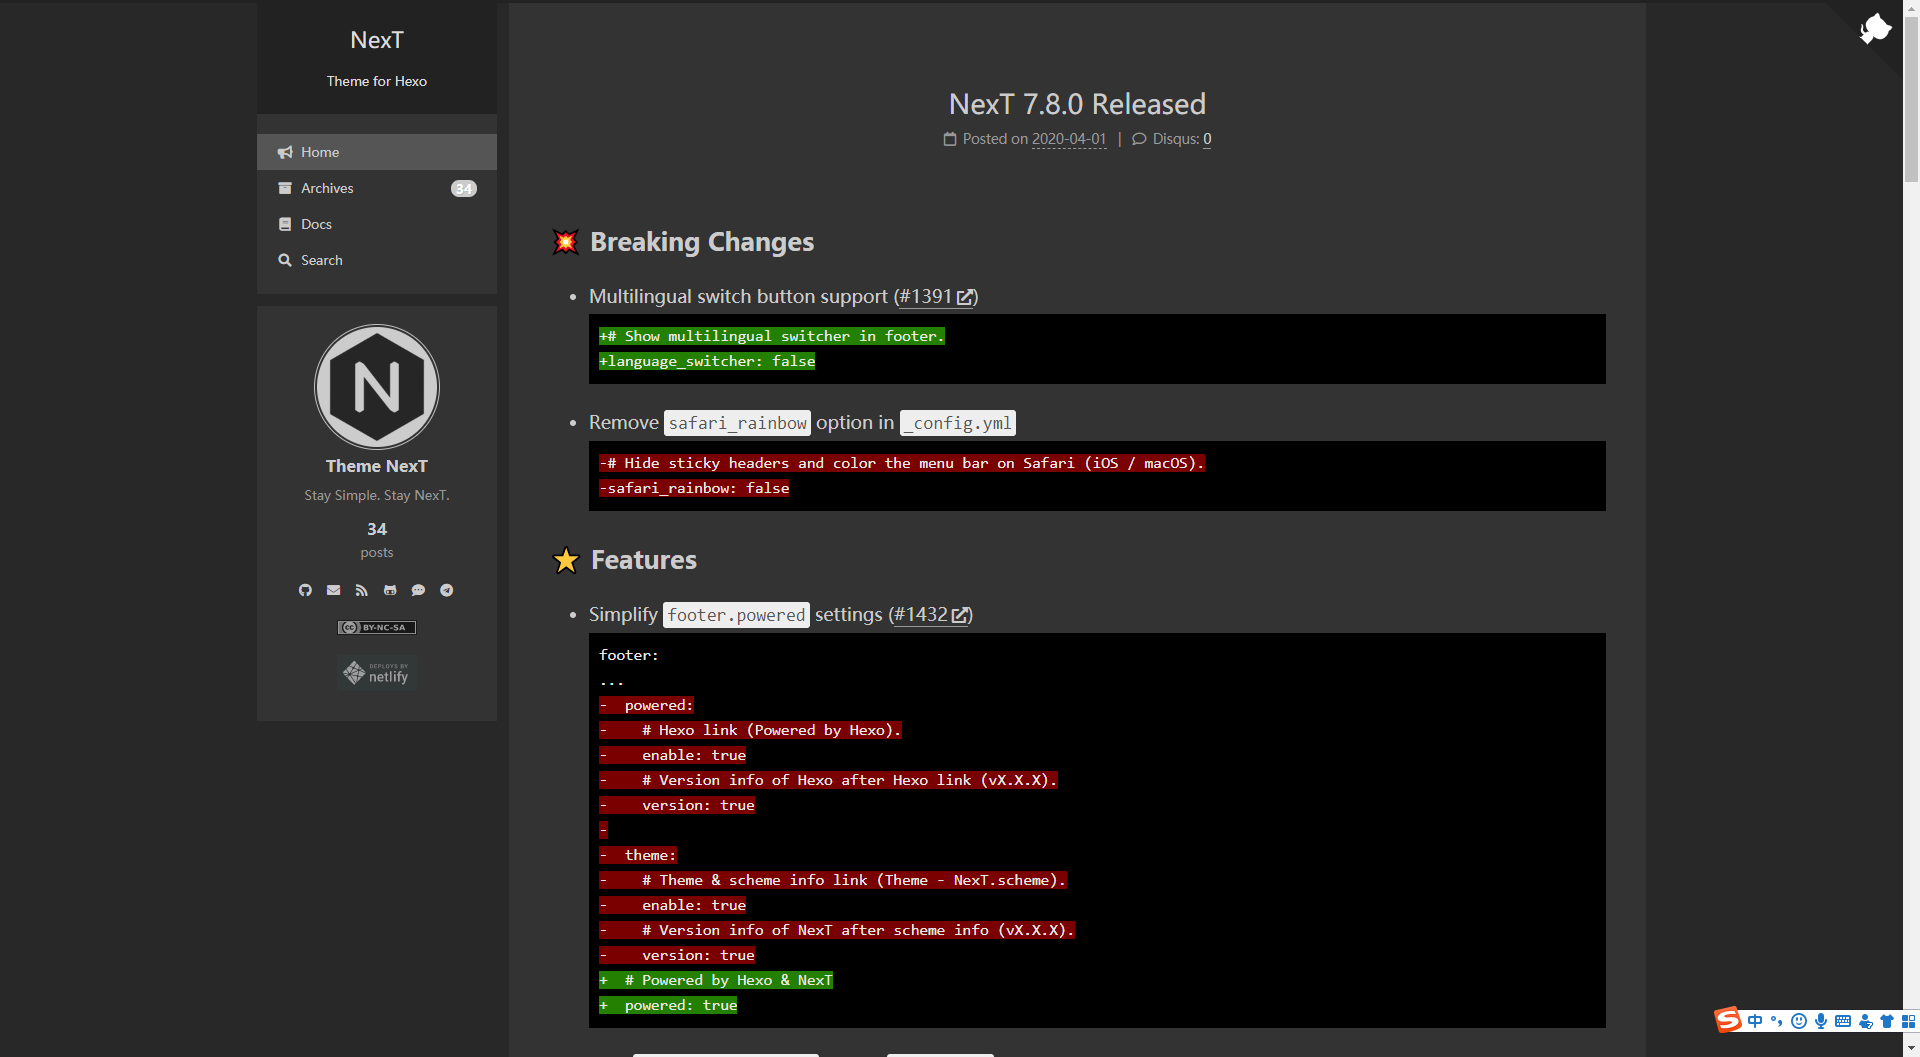 NexT
Theme for Hexo
Home
Archives 34
Docs
Search
N
Theme NexT
Stay Simple. Stay NexT.
34
posts
cc BY-NC-SA
DEPLOYS BY
netlify
NexT 7.8.0 Released
Posted on 2020-04-01 | Disqus: 0
Breaking Changes
• Multilingual switch button support (#1391)
+# Show multilingual switcher in footer.
+language_switcher: false
• Remove safari_rainbow option in _config.yml
-# Hide sticky headers and color the menu bar on Safari (iOS / macOS).
-safari_rainbow: false
Features
• Simplify footer.powered settings (#1432)
footer:
...
-  powered:
-    # Hexo link (Powered by Hexo).
-    enable: true
-    # Version info of Hexo after Hexo link (vX.X.X).
-    version: true
-
-  theme:
-    # Theme & scheme info link (Theme - NexT.scheme).
-    enable: true
-    # Version info of NexT after scheme info (vX.X.X).
-    version: true
+  # Powered by Hexo & NexT
+  powered: true
S 中